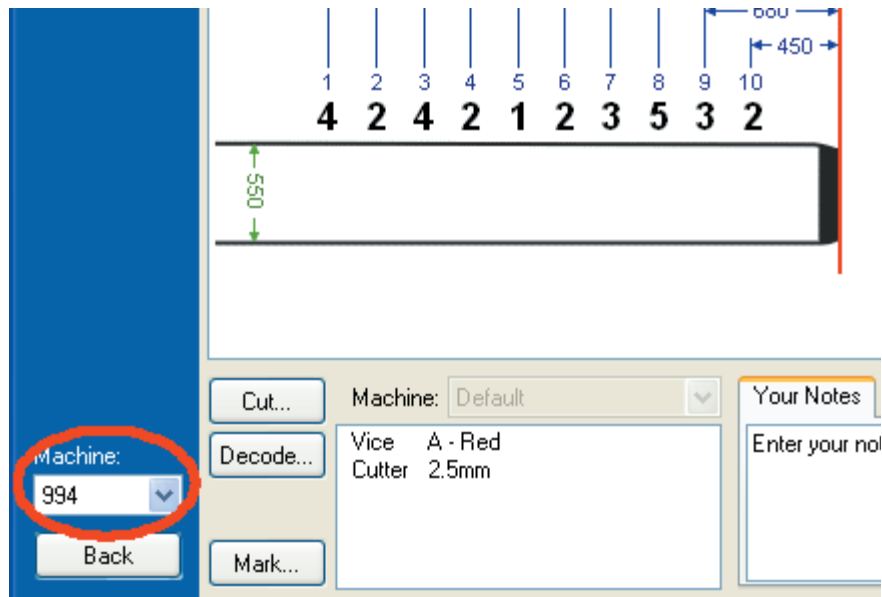 680
450
1 2 3 4 5 6 7 8 9 10
4 2 4 2 1 2 3 5 3 2
550
Cut...
Machine: Default
Your Notes
Decode...
Vice A - Red
Cutter 2.5mm
Enter your not
Machine:
994
Back
Mark...